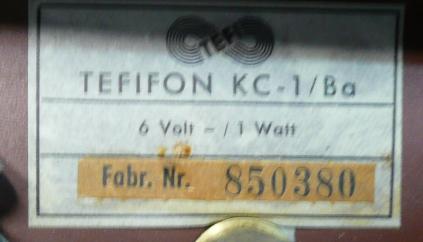 TEFI
TEFIFON KC-1/Ba
6 Volt ~ / 1 Watt
Fabr. Nr. 850380